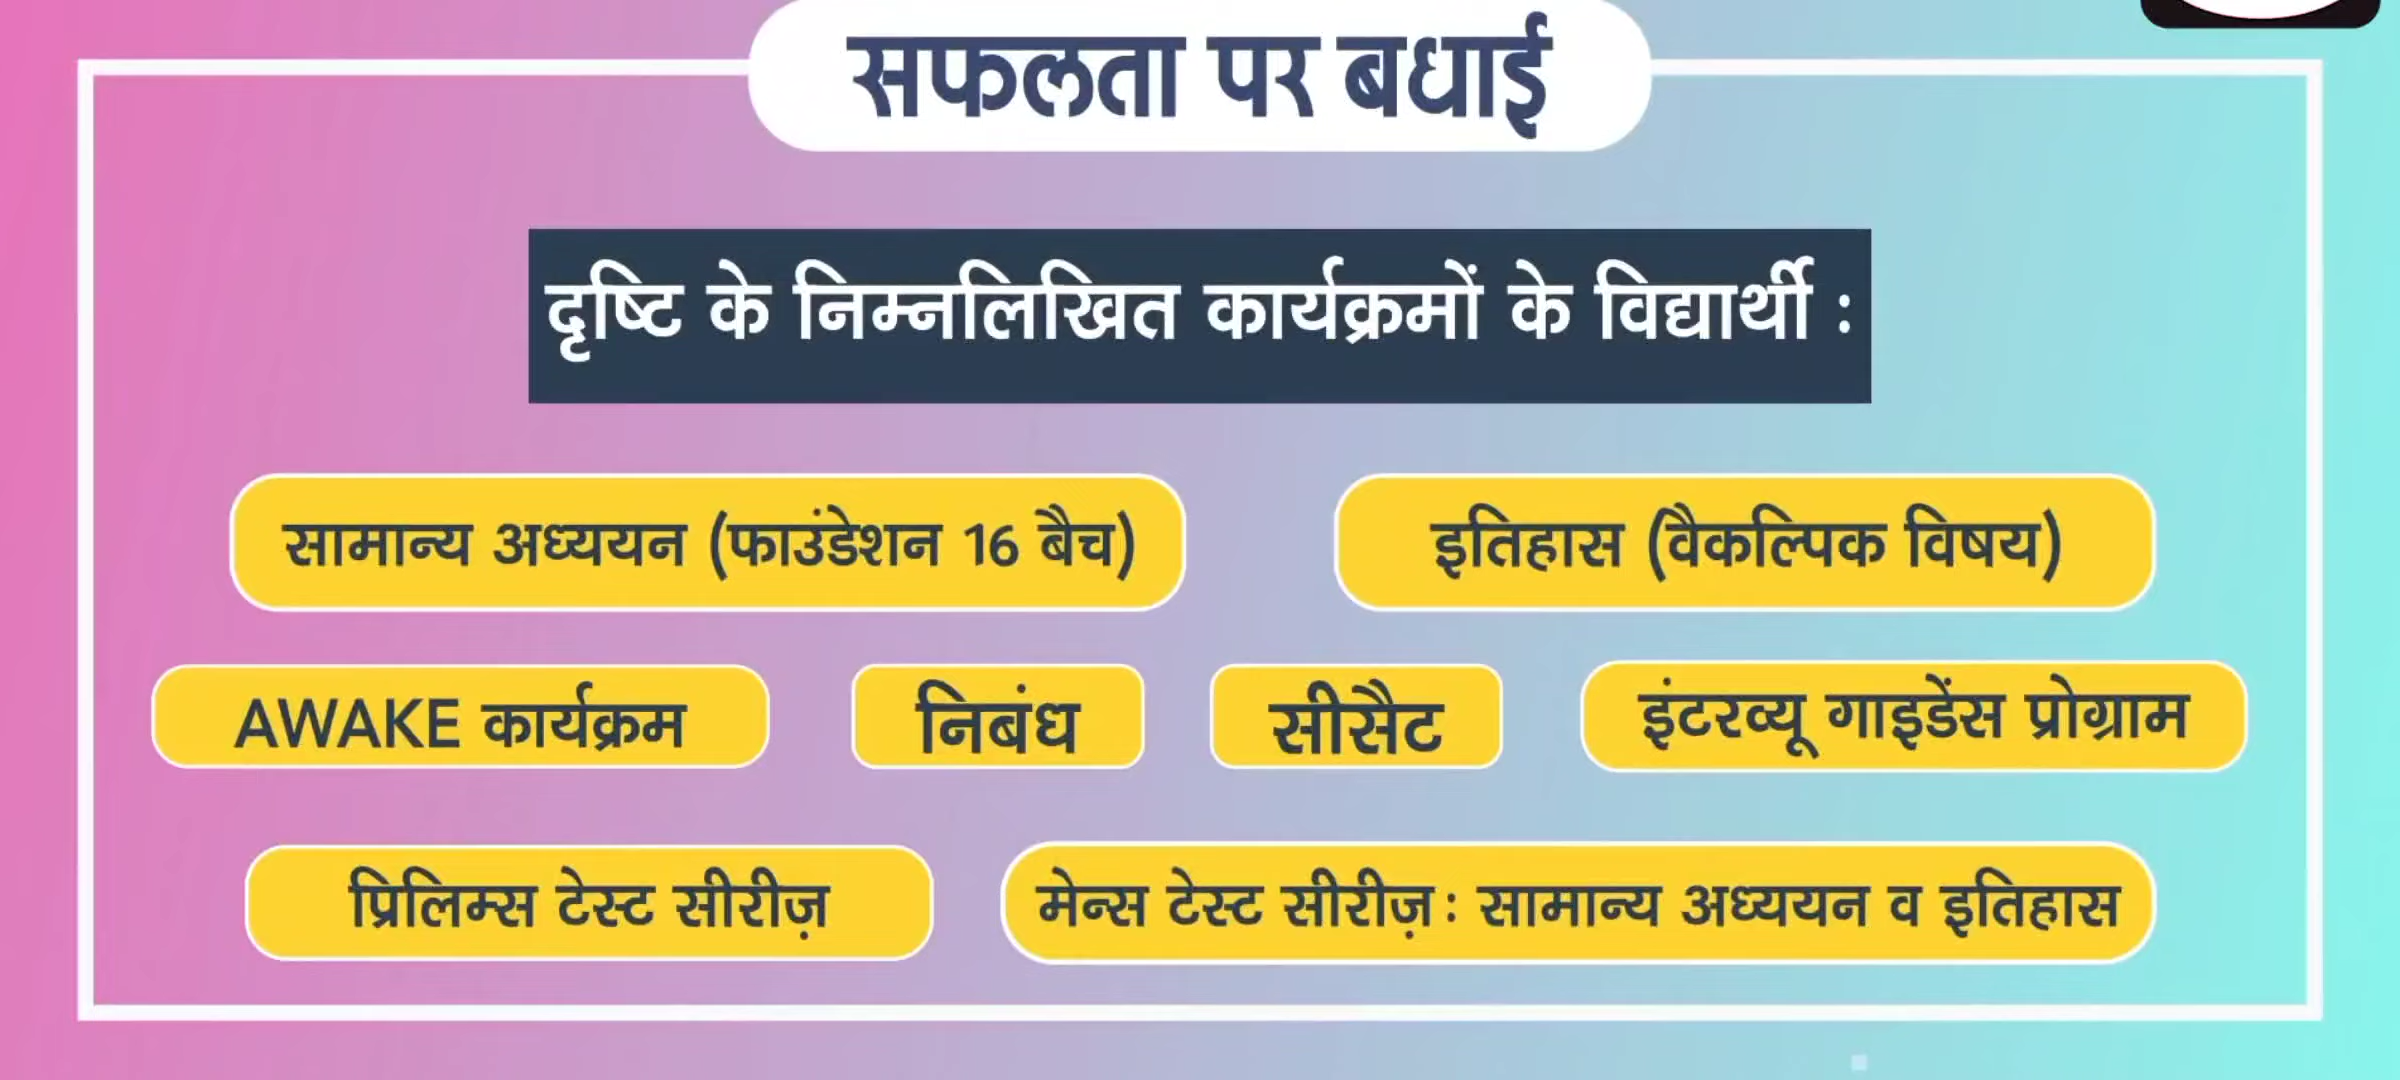 सफलता पर बधाई
दृष्टि के निम्नलिखित कार्यक्रमों के विद्यार्थी :
सामान्य अध्ययन (फाउंडेशन 16 बैच)
इतिहास (वैकल्पिक विषय)
AWAKE कार्यक्रम
निबंध
सीसैट
इंटरव्यू गाइडेंस प्रोग्राम
प्रिलिम्स टेस्ट सीरीज़
मेन्स टेस्ट सीरीज़: सामान्य अध्ययन व इतिहास